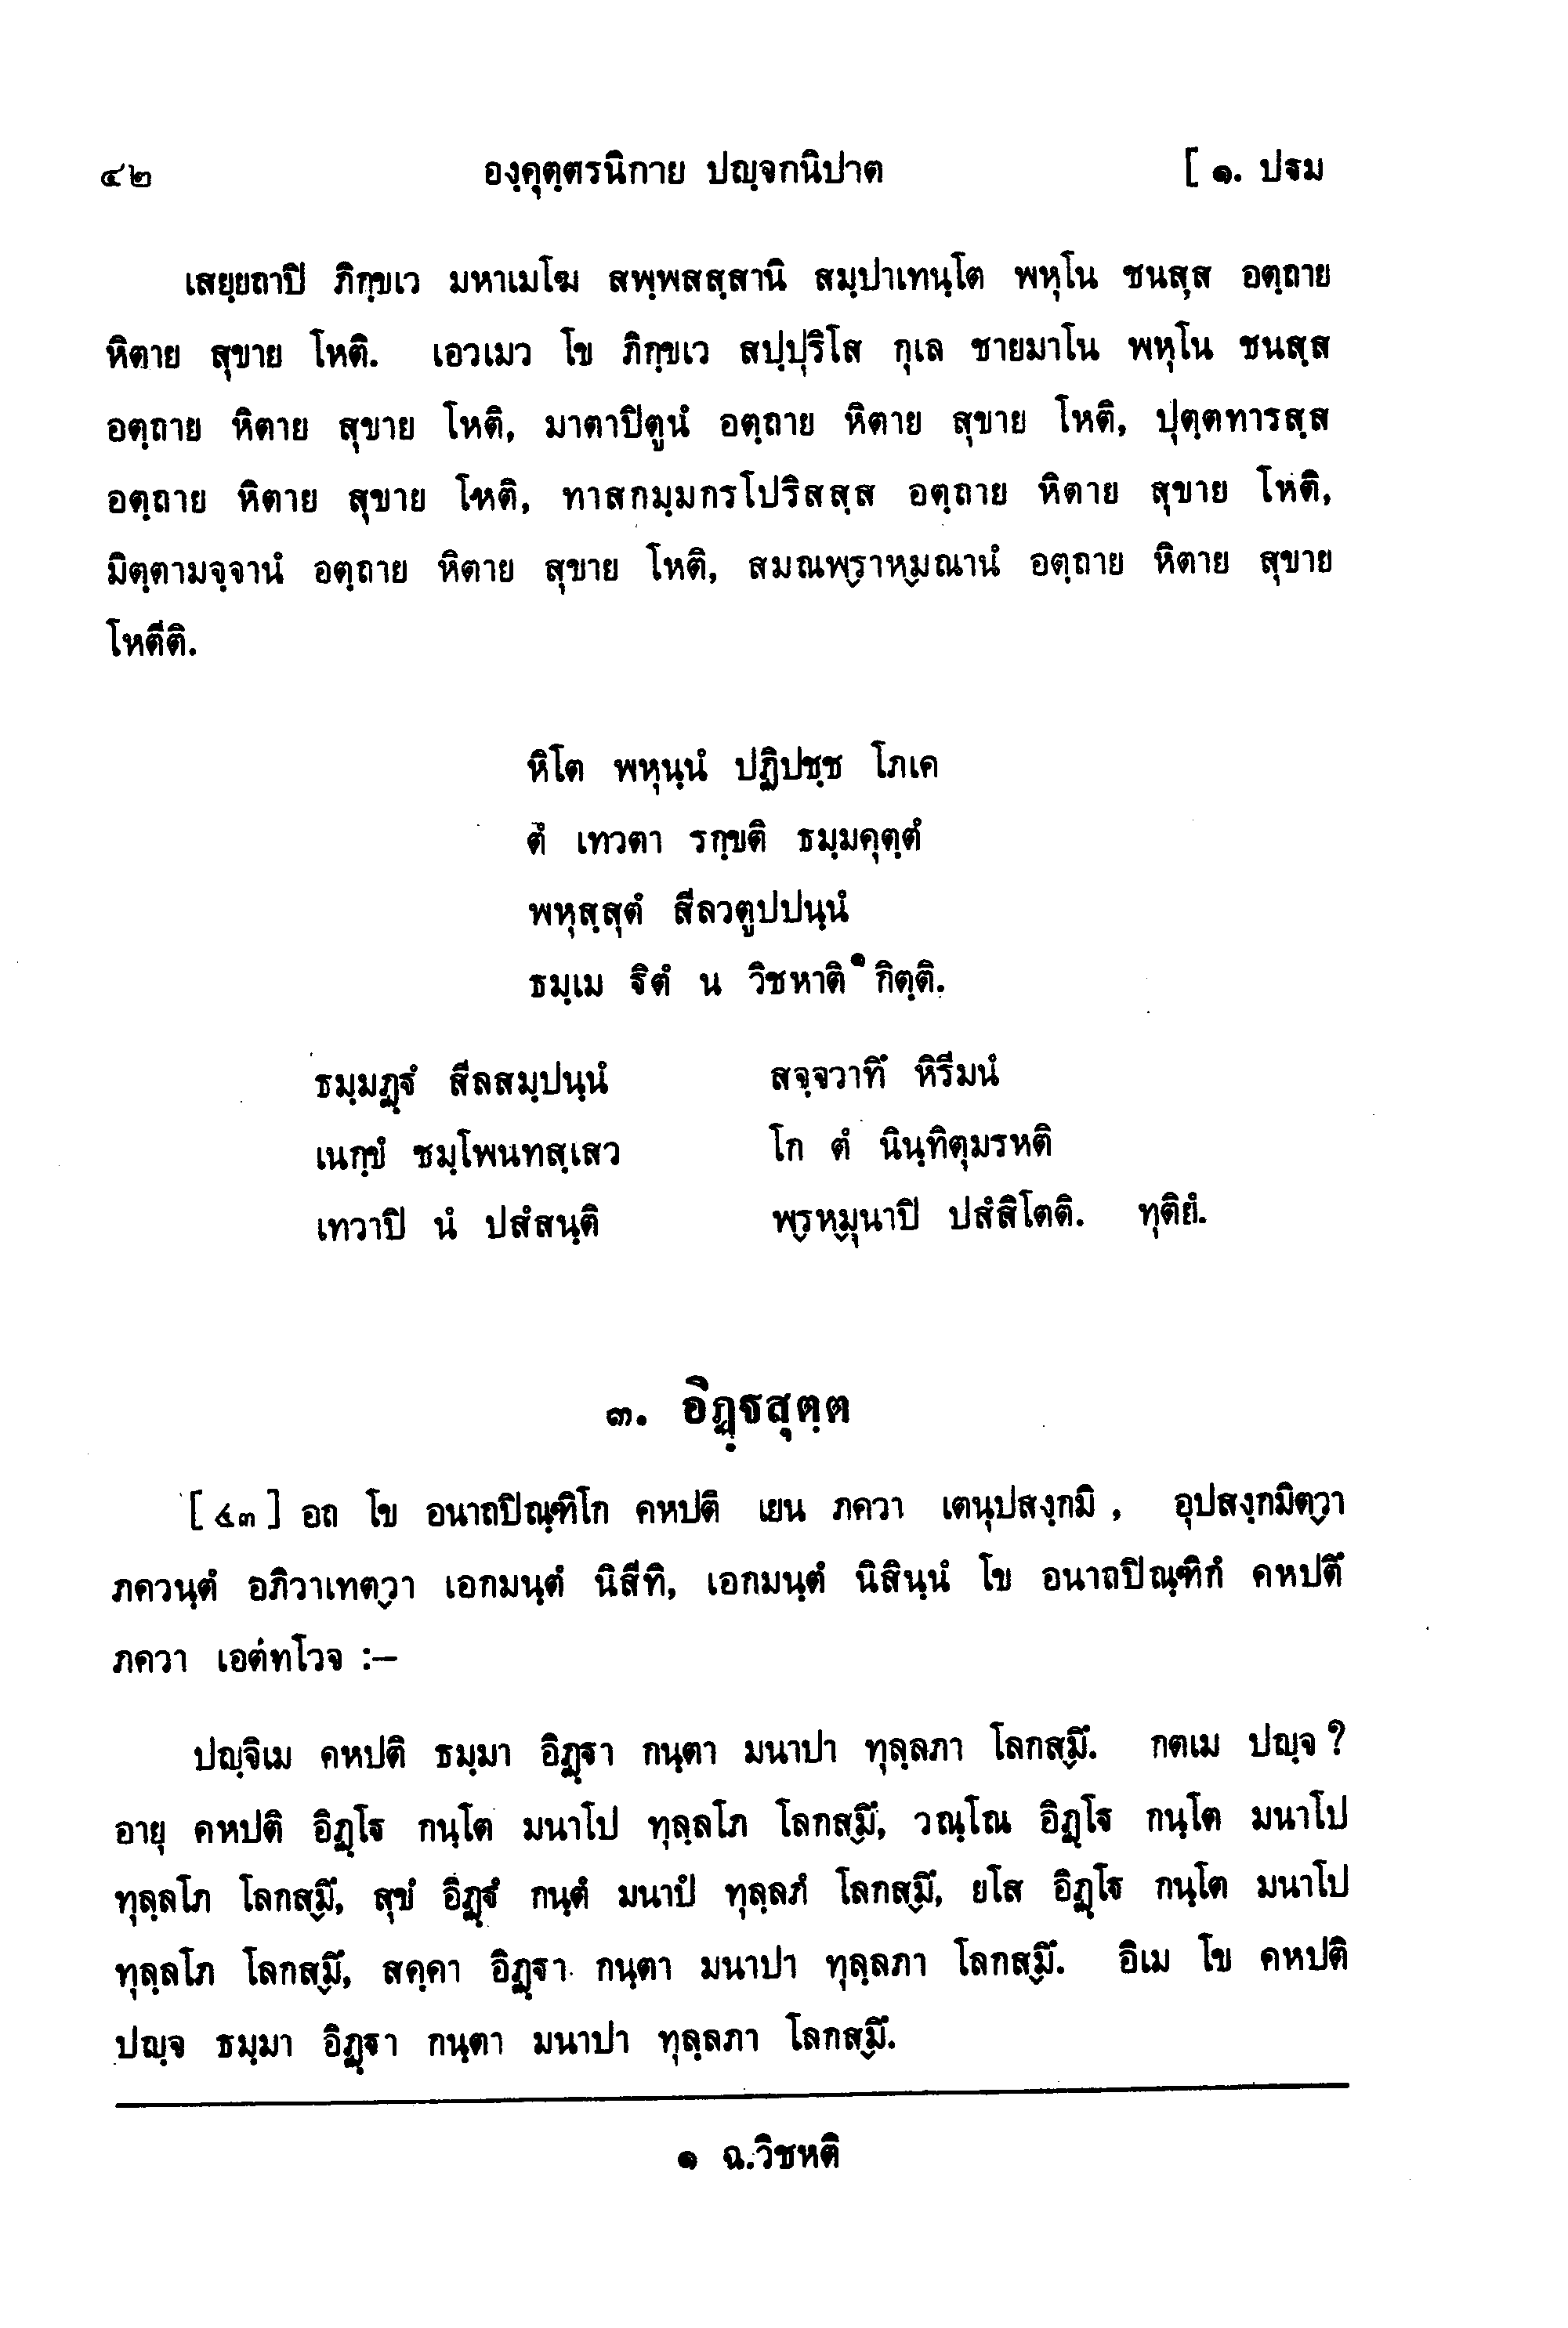 ๔๒ องฺคุตฺตรนิกาย ปญฺจกนิปาต [ ๑. ปฐม
เสยฺยถาปิ ภิกฺขเว มหาเมโฆ สพฺพสสฺสานิ สมฺปาเทนฺโต พหุโน ชนสฺส อตฺถาย
หิตาย สุขาย โหติ. เอวเมว โข ภิกฺขเว สปฺปุริโส กุเล ชายมาโน พหุโน ชนสฺส
อตฺถาย หิตาย สุขาย โหติ, มาตาปิตูนํ อตฺถาย หิตาย สุขาย โหติ, ปุตฺตทารสฺส
อตฺถาย หิตาย สุขาย โหติ, ทาสกมฺมกรโปริสสฺส อตฺถาย หิตาย สุขาย โหติ,
มิตฺตามจฺจานํ อตฺถาย หิตาย สุขาย โหติ, สมณพฺราหฺมณานํ อตฺถาย หิตาย สุขาย
โหตีติ.
หิโต พหุนฺนํ ปฏิปชฺช โภเค
ตํ เทวตา รกฺขติ ธมฺมคุตฺตํ
พหุสฺสุตํ สีลวตูปปนฺนํ
ธมฺเม ฐิตํ น วิชหาติ๑ กิตฺติ.
ธมฺมฏฺฐํ สีลสมฺปนฺนํ สจฺจวาทึ หิรีมนํ
เนกฺขํ ชมฺโพนทสฺเสว โก ตํ นินฺทิตุมรหติ
เทวาปิ นํ ปสํสนฺติ พฺรหฺมุนาปิ ปสํสิโตติ. ทุติยํ.
๓. อิฏฺฐสุตฺต
[ ๔๓ ] อถ โข อนาถปิณฺฑิโก คหปติ เยน ภควา เตนุปสงฺกมิ, อุปสงฺกมิตฺวา
ภควนฺตํ อภิวาเทตฺวา เอกมนฺตํ นิสีทิ, เอกมนฺตํ นิสินฺนํ โข อนาถปิณฺฑิกํ คหปตึ
ภควา เอตํทโวจ :–
ปญฺจิเม คหปติ ธมฺมา อิฏฺฐา กนฺตา มนาปา ทุลฺลภา โลกสฺมึ. กตเม ปญฺจ ?
อายุ คหปติ อิฏฺโฐ กนฺโต มนาโป ทุลฺลโภ โลกสฺมึ, วณฺโณ อิฏฺโฐ กนฺโต มนาโป
ทุลฺลโภ โลกสฺมึ, สุขํ อิฏฺฐํ กนฺตํ มนาปํ ทุลฺลภํ โลกสฺมึ, ยโส อิฏฺโฐ กนฺโต มนาโป
ทุลฺลโภ โลกสฺมึ, สคฺคา อิฏฺฐา กนฺตา มนาปา ทุลฺลภา โลกสฺมึ. อิเม โข คหปติ
ปญฺจ ธมฺมา อิฏฺฐา กนฺตา มนาปา ทุลฺลภา โลกสฺมึ.
๑ ฉ.วิชหติ